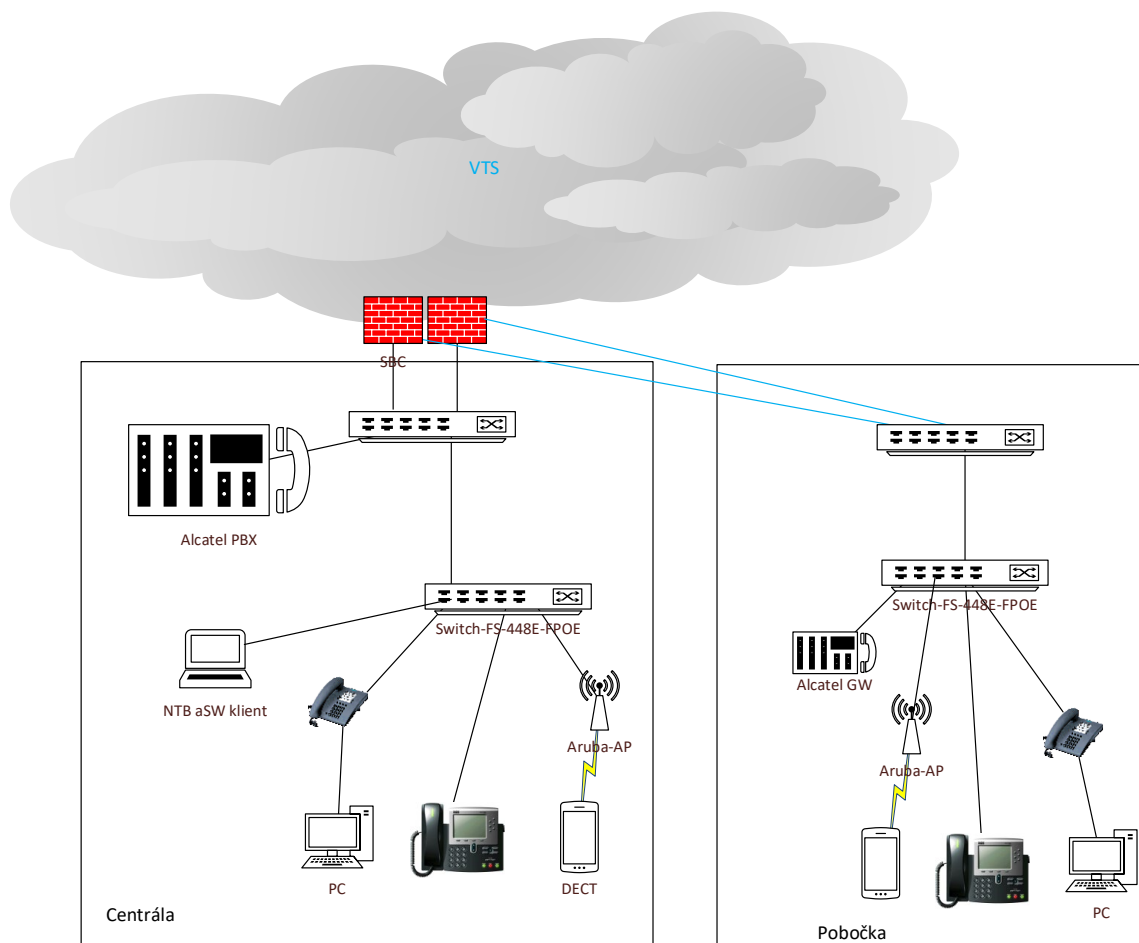 VTS
SBC
Alcatel PBX
Switch-FS-448E-FPOE
Switch-FS-448E-FPOE
NTB aSW klient
Alcatel GW
Aruba-AP
Aruba-AP
PC
DECT
PC
Centrála
Pobočka